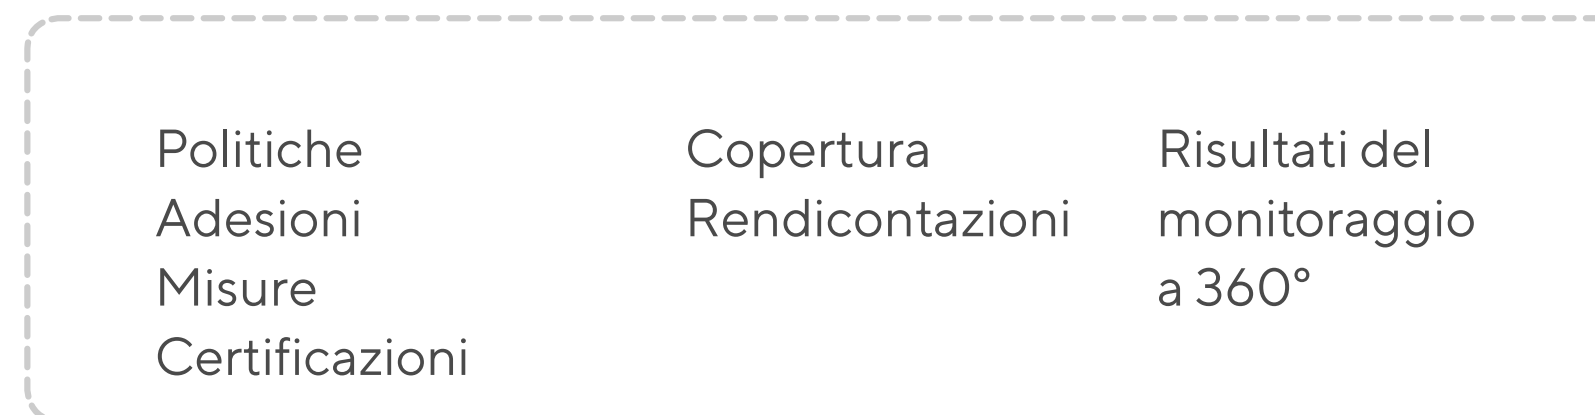 Politiche
Adesioni
Misure
Certificazioni
Copertura
Rendicontazioni
Risultati del
monitoraggio
a 360°